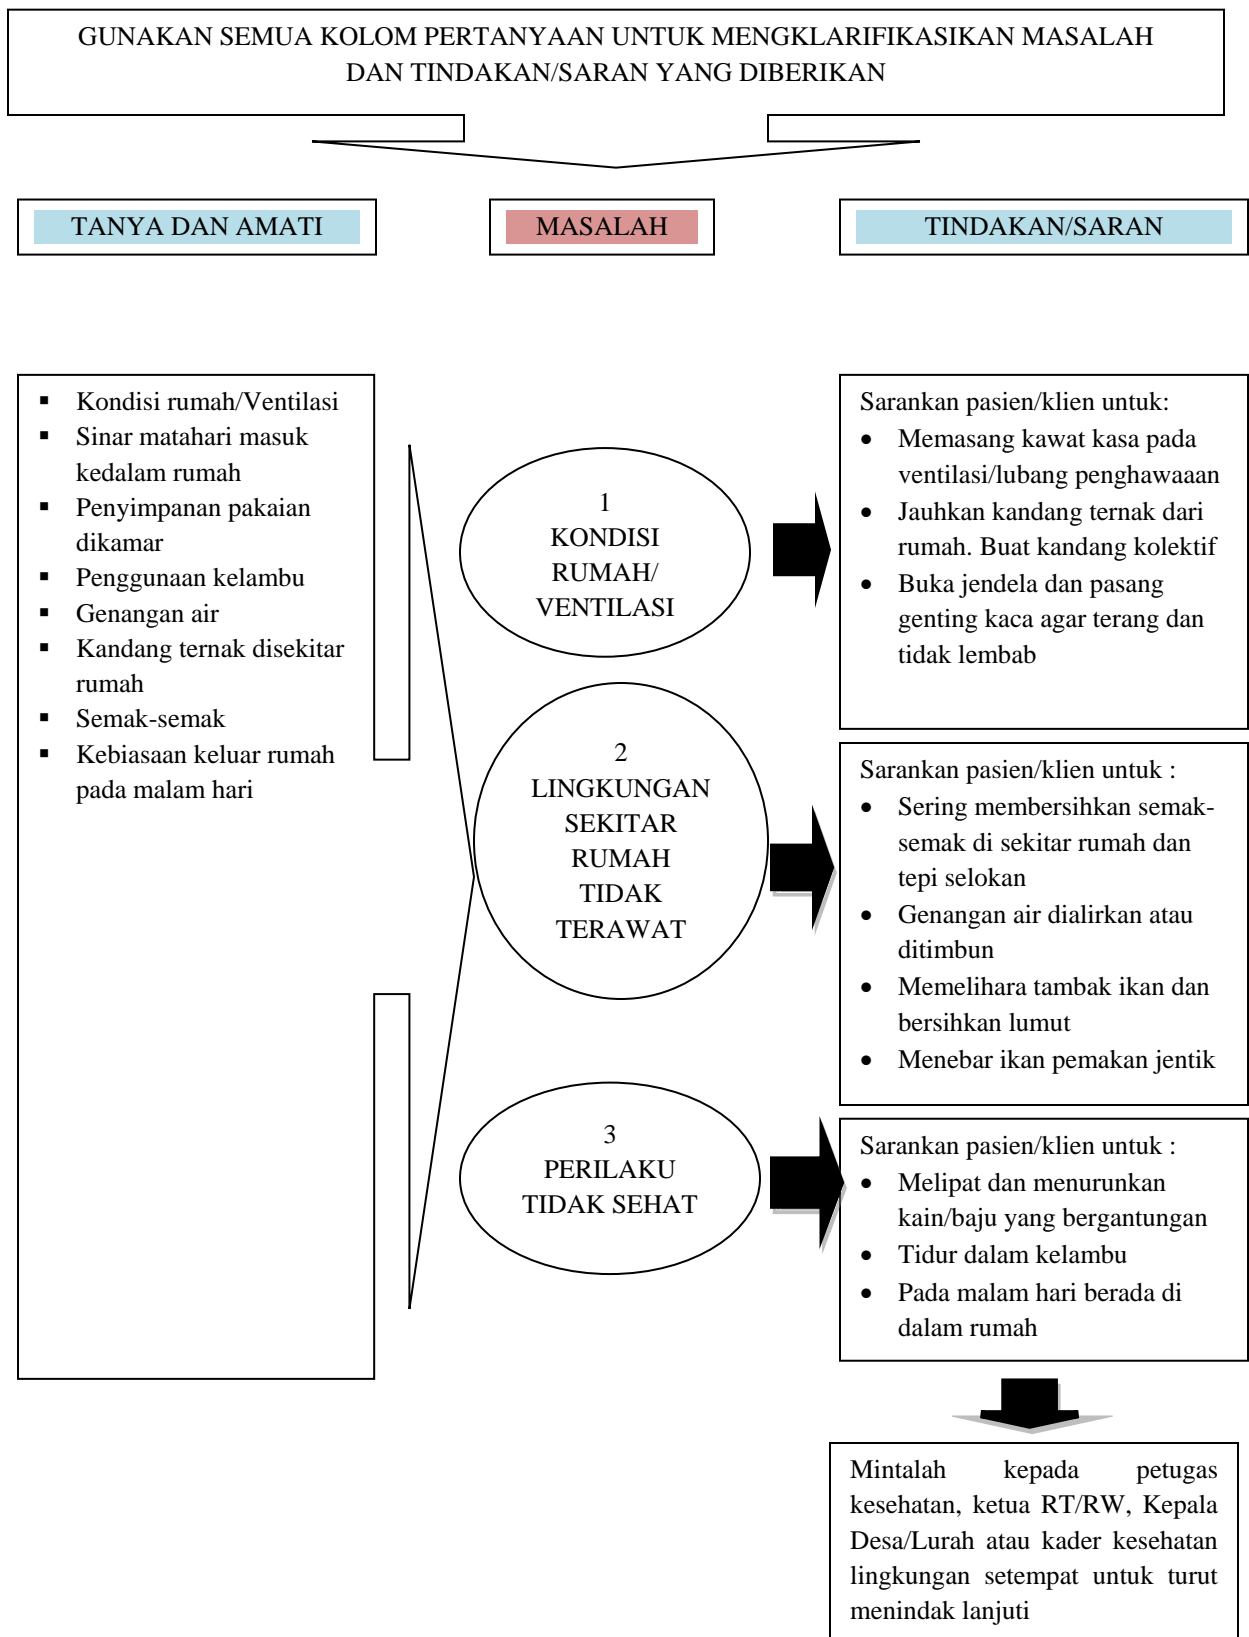 GUNAKAN SEMUA KOLOM PERTANYAAN UNTUK MENGKLARIFIKASIKAN MASALAH
DAN TINDAKAN/SARAN YANG DIBERIKAN
TANYA DAN AMATI
MASALAH
TINDAKAN/SARAN
▪ Kondisi rumah/Ventilasi
▪ Sinar matahari masuk
kedalam rumah
▪ Penyimpanan pakaian
dikamar
▪ Penggunaan kelambu
▪ Genangan air
▪ Kandang ternak disekitar
rumah
▪ Semak-semak
▪ Kebiasaan keluar rumah
pada malam hari
1
KONDISI
RUMAH/
VENTILASI
Sarankan pasien/klien untuk:
• Memasang kawat kasa pada
ventilasi/lubang penghawaaan
• Jauhkan kandang ternak dari
rumah. Buat kandang kolektif
• Buka jendela dan pasang
genting kaca agar terang dan
tidak lembab
2
LINGKUNGAN
SEKITAR
RUMAH
TIDAK
TERAWAT
Sarankan pasien/klien untuk :
• Sering membersihkan semak-
semak di sekitar rumah dan
tepi selokan
• Genangan air dialirkan atau
ditimbun
• Memelihara tambak ikan dan
bersihkan lumut
• Menebar ikan pemakan jentik
3
PERILAKU
TIDAK SEHAT
Sarankan pasien/klien untuk :
• Melipat dan menurunkan
kain/baju yang bergantungan
• Tidur dalam kelambu
• Pada malam hari berada di
dalam rumah
Mintalah kepada petugas
kesehatan, ketua RT/RW, Kepala
Desa/Lurah atau kader kesehatan
lingkungan setempat untuk turut
menindak lanjuti